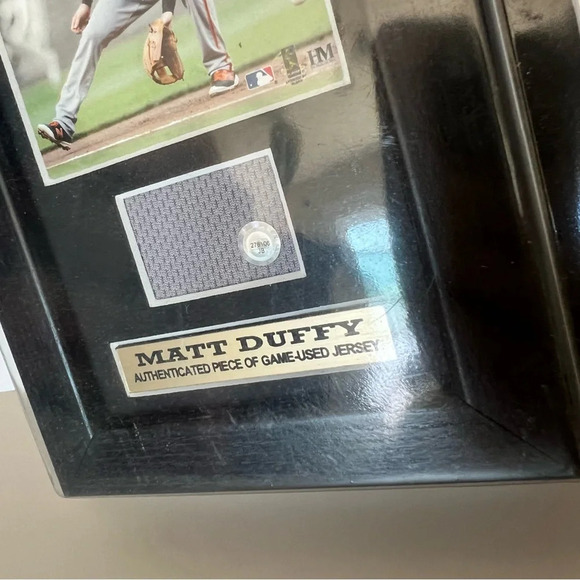 MATT DUFFY
AUTHENTICATED PIECE OF GAME-USED JERSEY